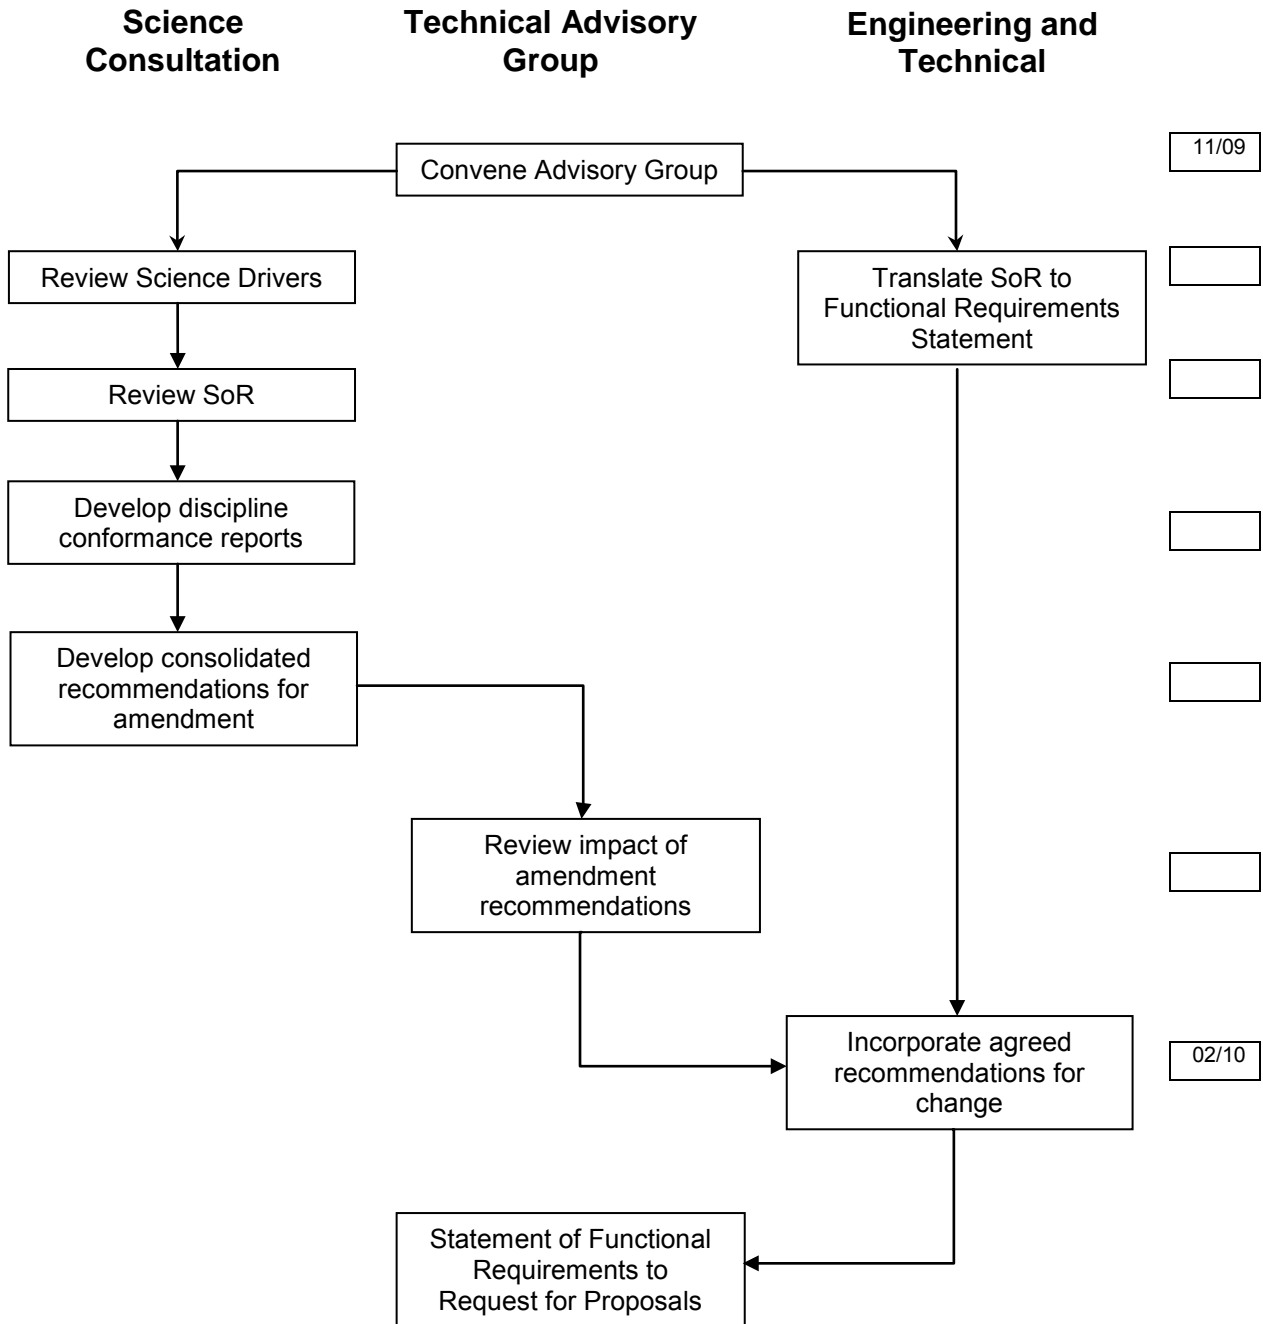 Science
Consultation
Technical Advisory
Group
Engineering and
Technical
Convene Advisory Group
11/09
Review Science Drivers
Translate SoR to
Functional Requirements
Statement
Review SoR
Develop discipline
conformance reports
Develop consolidated
recommendations for
amendment
Review impact of
amendment
recommendations
Incorporate agreed
recommendations for
change
02/10
Statement of Functional
Requirements to
Request for Proposals